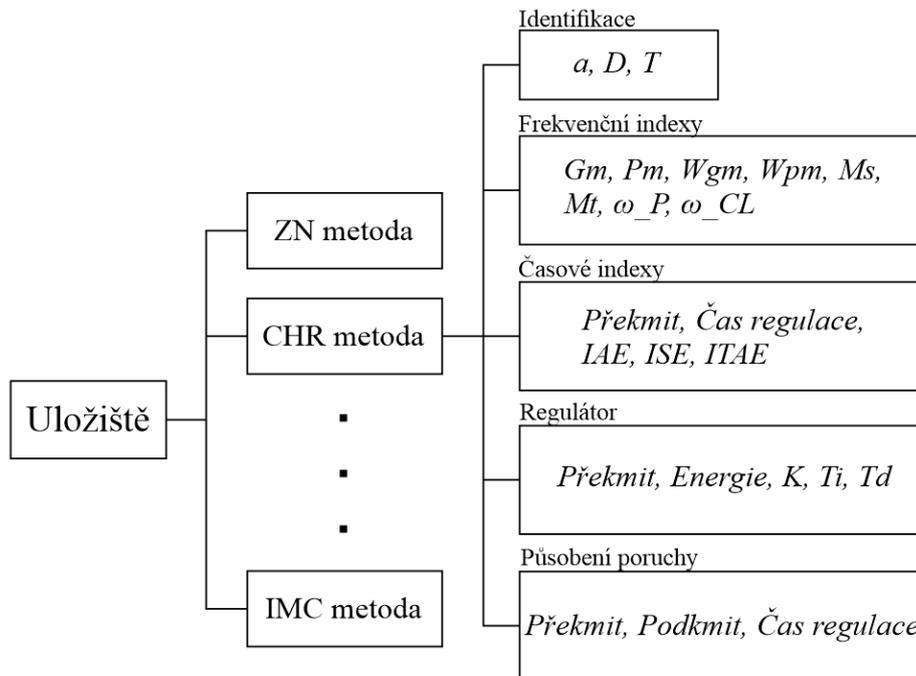 Uložiště
ZN metoda
CHR metoda
IMC metoda
Identifikace
a, D, T
Frekvenční indexy
Gm, Pm, Wgm, Wpm, Ms,
Mt, ω_P, ω_CL
Časové indexy
Překmit, Čas regulace,
IAE, ISE, ITAE
Regulátor
Překmit, Energie, K, Ti, Td
Působení poruchy
Překmit, Podkmit, Čas regulace